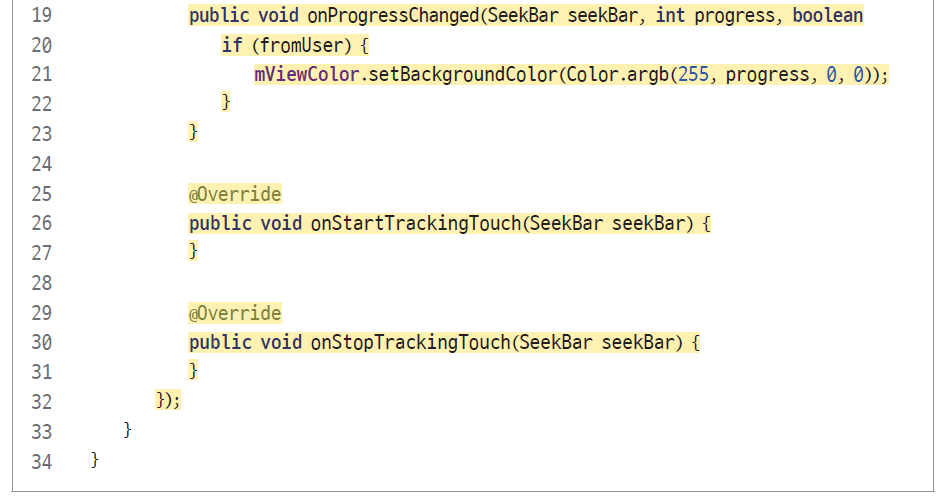 19 public void onProgressChanged(SeekBar seekBar, int progress, boolean
20 if (fromUser) {
21 mViewColor.setBackgroundColor(Color.argb(255, progress, 0, 0));
22 }
23 }
24
25 @Override
26 public void onStartTrackingTouch(SeekBar seekBar) {
27 }
28
29 @Override
30 public void onStopTrackingTouch(SeekBar seekBar) {
31 }
32 });
33 }
34 }